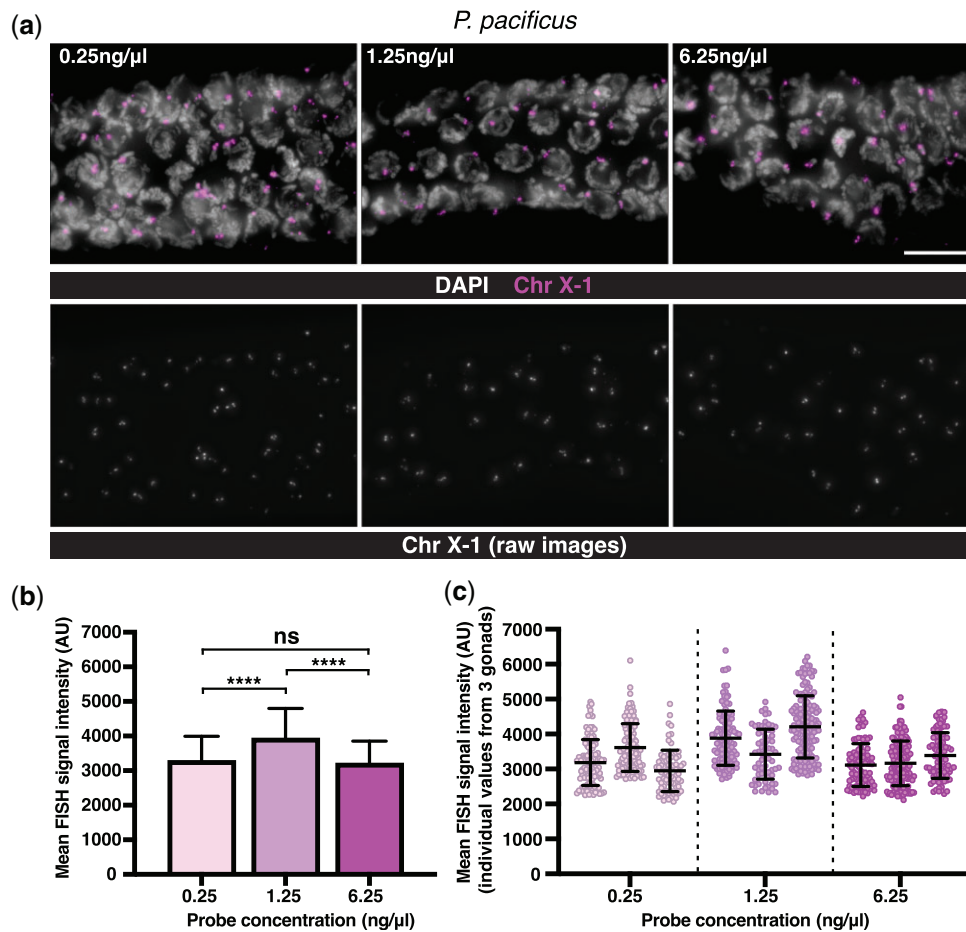 (a)
P. pacificus
0.25ng/µl
1.25ng/µl
6.25ng/µl
DAPI Chr X-1
Chr X-1 (raw images)
(b)
Mean FISH signal intensity (AU)
7000
6000
5000
4000
3000
2000
1000
0
ns
****
****
0.25
1.25
6.25
Probe concentration (ng/µl)
(c)
Mean FISH signal intensity (AU)
(individual values from 3 gonads)
7000
6000
5000
4000
3000
2000
1000
0
0.25
1.25
6.25
Probe concentration (ng/µl)